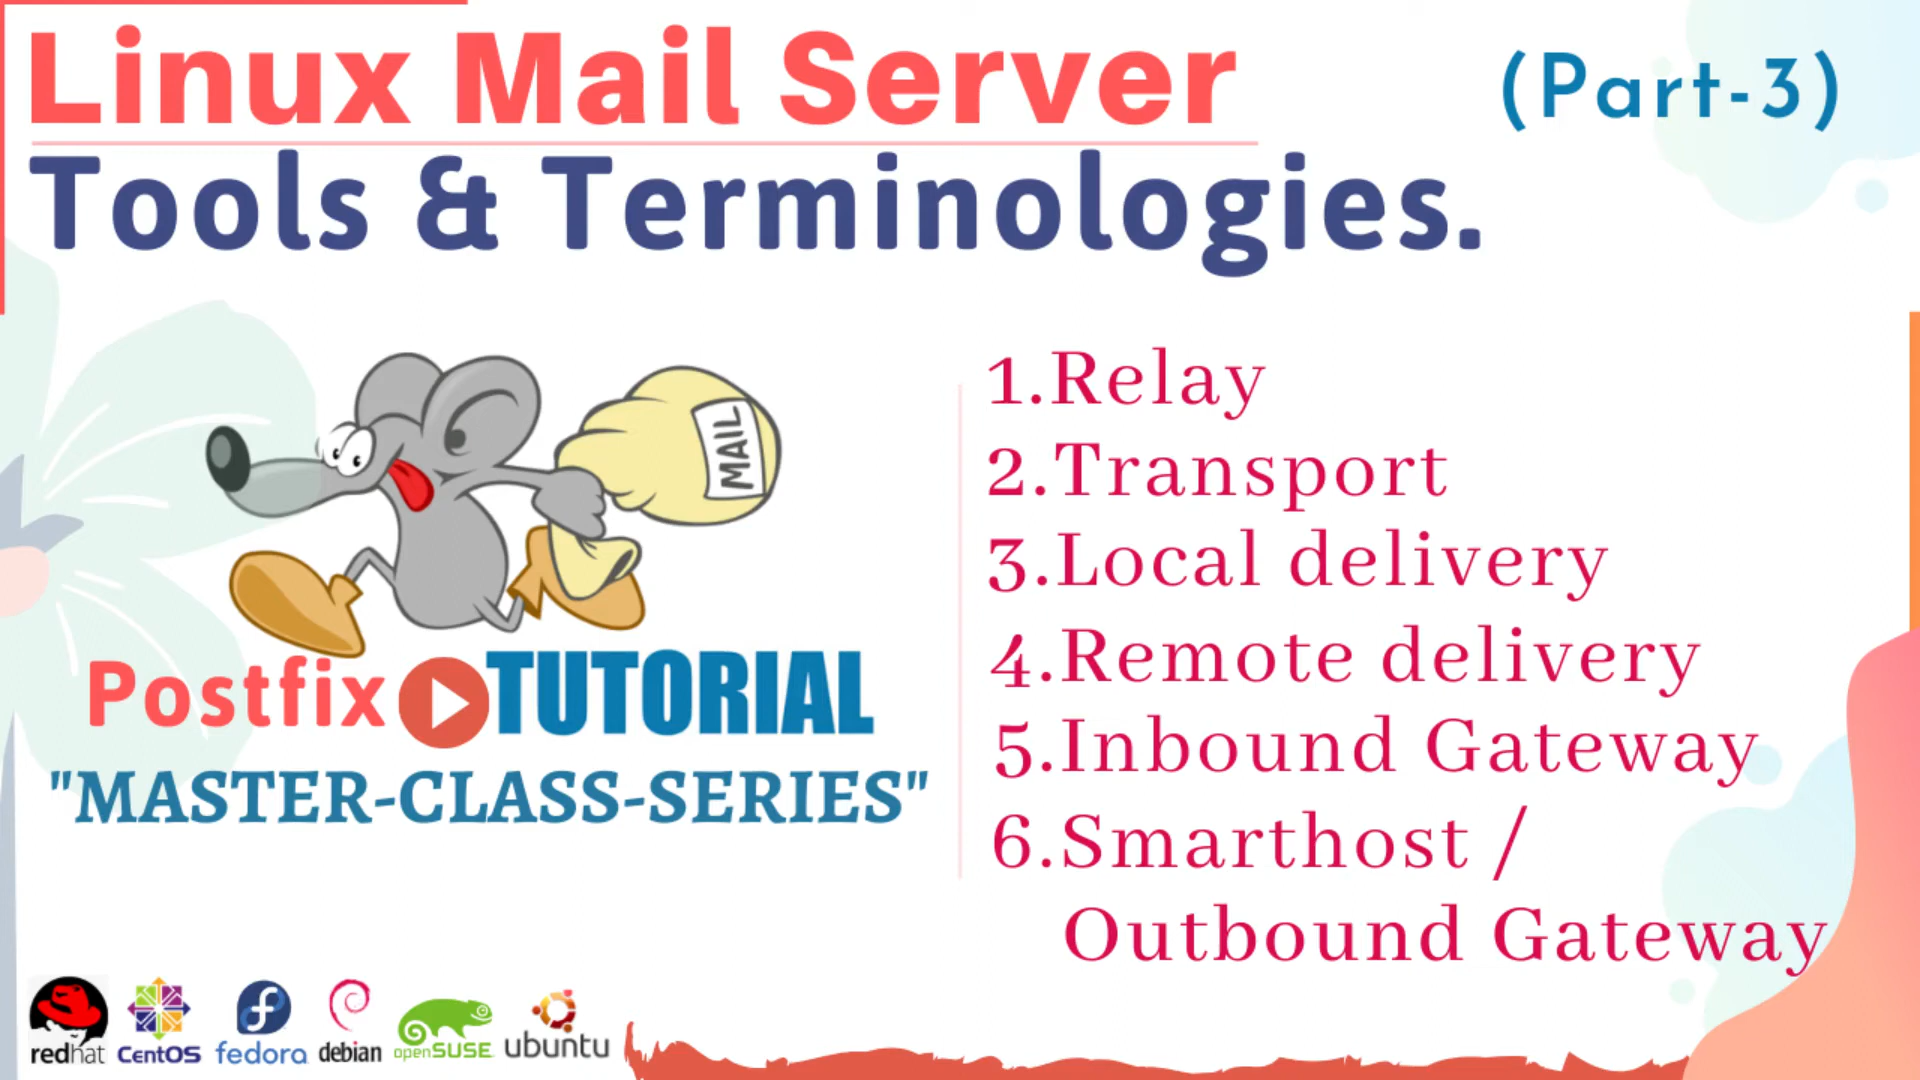 Linux Mail Server
(Part-3)
Tools & Terminologies.
MAIL
Postfix TUTORIAL
"MASTER-CLASS-SERIES"
1.Relay
2.Transport
3.Local delivery
4.Remote delivery
5.Inbound Gateway
6.Smarthost /
Outbound Gateway
redhat CentOS fedora debian openSUSE ubuntu